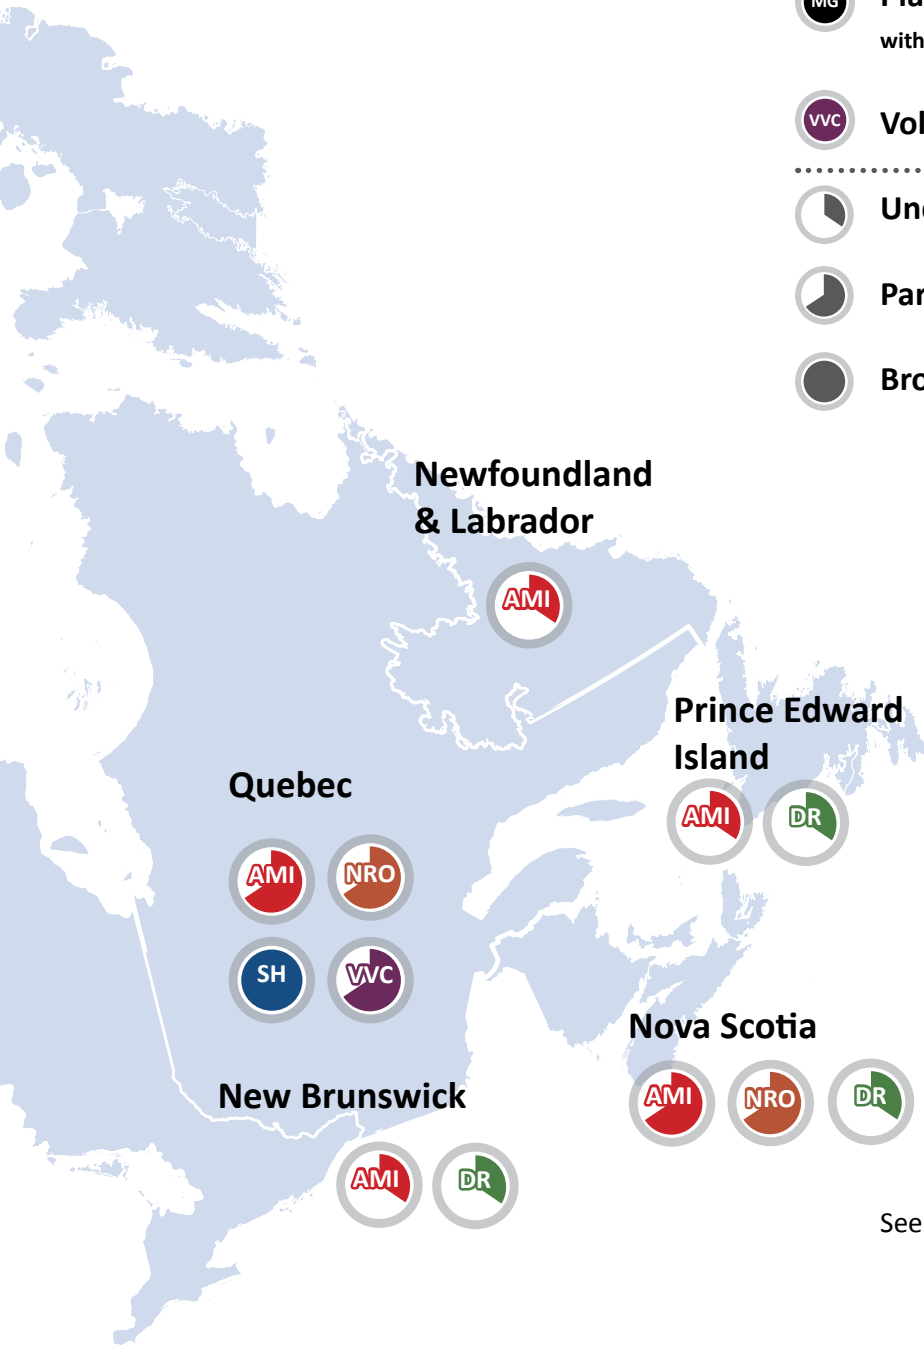 MG
with
VVC
Vol
Und
Par
Bro
Newfoundland
& Labrador
AMI
Prince Edward
Island
AMI DR
Quebec
AMI NRO
SH VVC
Nova Scotia
AMI NRO DR
New Brunswick
AMI DR
See